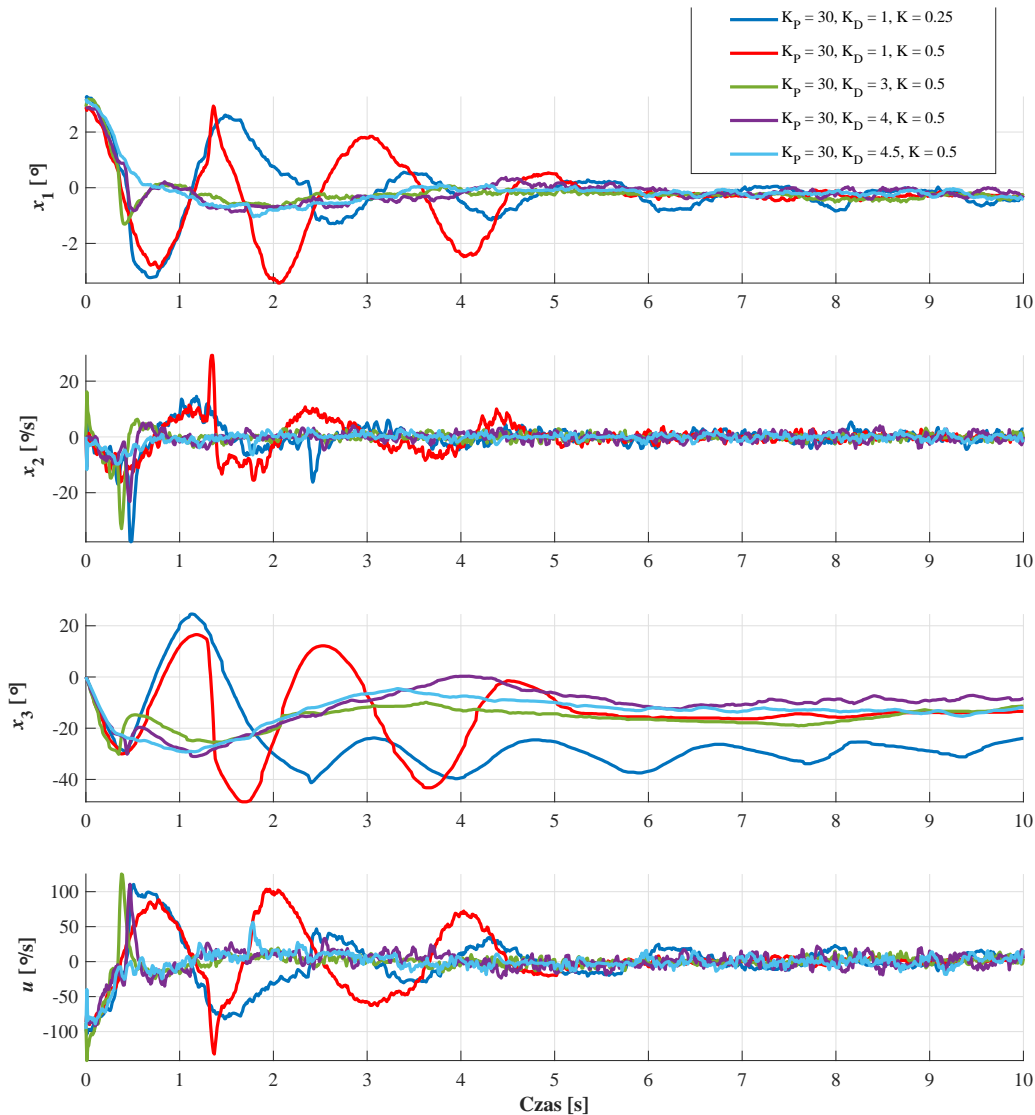 K_P = 30, K_D = 1, K = 0.25
K_P = 30, K_D = 1, K = 0.5
K_P = 30, K_D = 3, K = 0.5
K_P = 30, K_D = 4, K = 0.5
K_P = 30, K_D = 4.5, K = 0.5
x_1 [º]
2
0
-2
0 1 2 3 4 5 6 7 8 9 10
x_2 [º/s]
20
0
-20
0 1 2 3 4 5 6 7 8 9 10
x_3 [º]
20
0
-20
-40
0 1 2 3 4 5 6 7 8 9 10
u [º/s]
100
50
0
-50
-100
0 1 2 3 4 5 6 7 8 9 10
Czas [s]